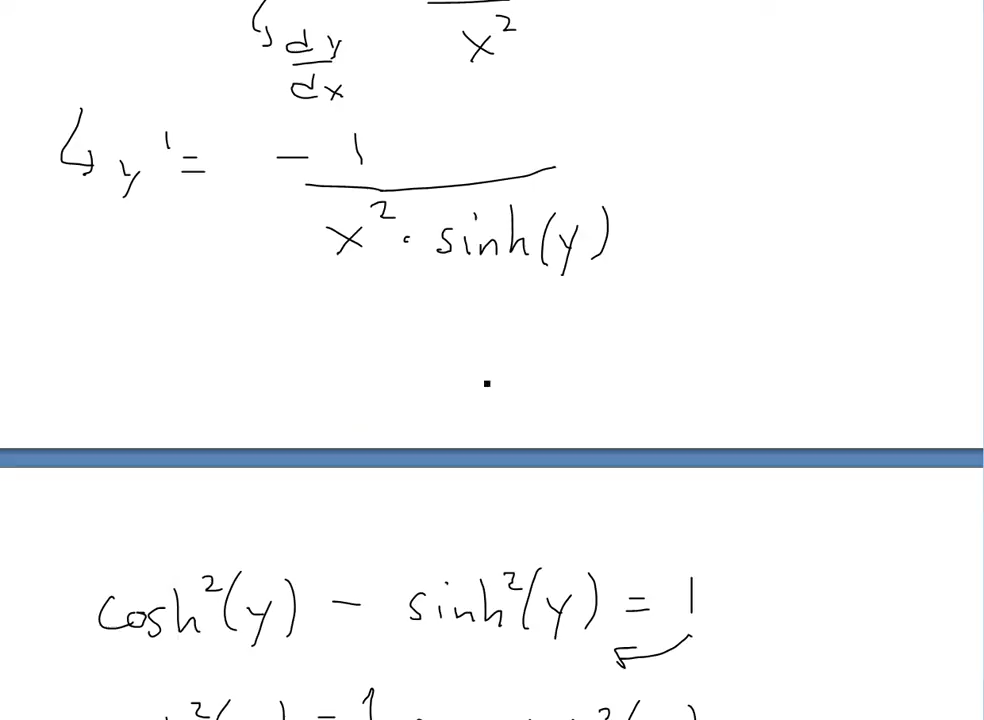 dy/dx x²
↳ y' = - 1/(x² · sinh(y))
cosh²(y) - sinh²(y) = 1